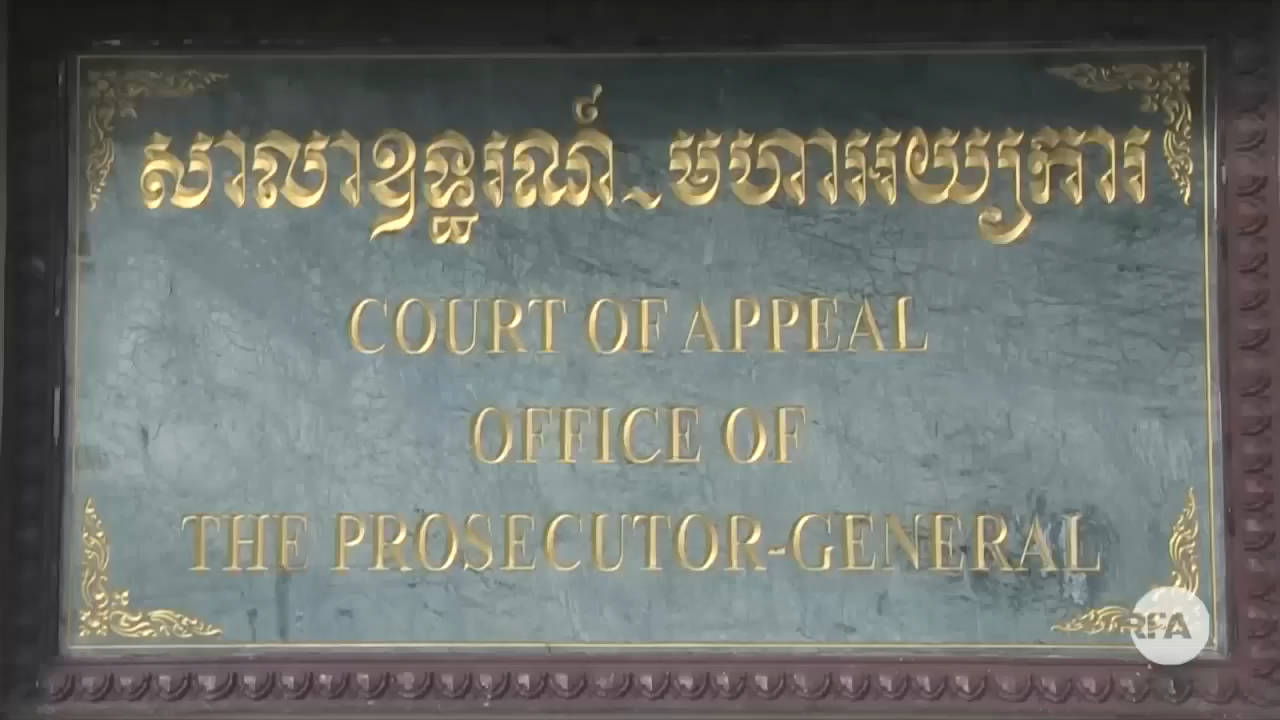 សាលាឧទ្ធរណ៍ - មហាអយ្យការ
COURT OF APPEAL
OFFICE OF
THE PROSECUTOR-GENERAL
RFA